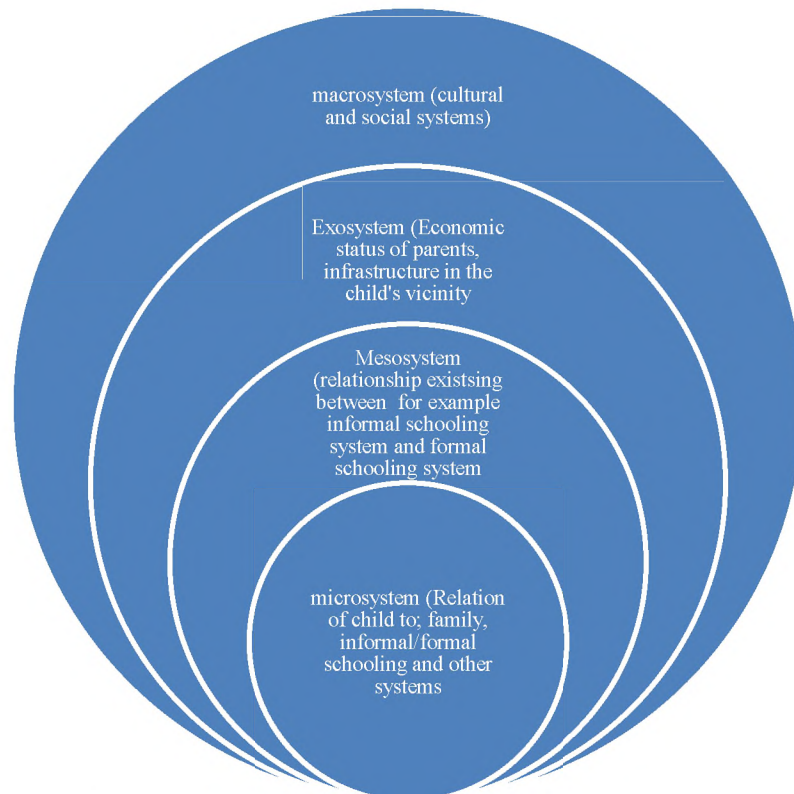 macrosystem (cultural
and social systems)
Exosystem (Economic
status of parents,
infrastructure in the
child's vicinity
Mesosystem
(relationship existsing
between for example
informal schooling
system and formal
schooling system
microsystem (Relation
of child to; family,
informal/formal
schooling and other
systems